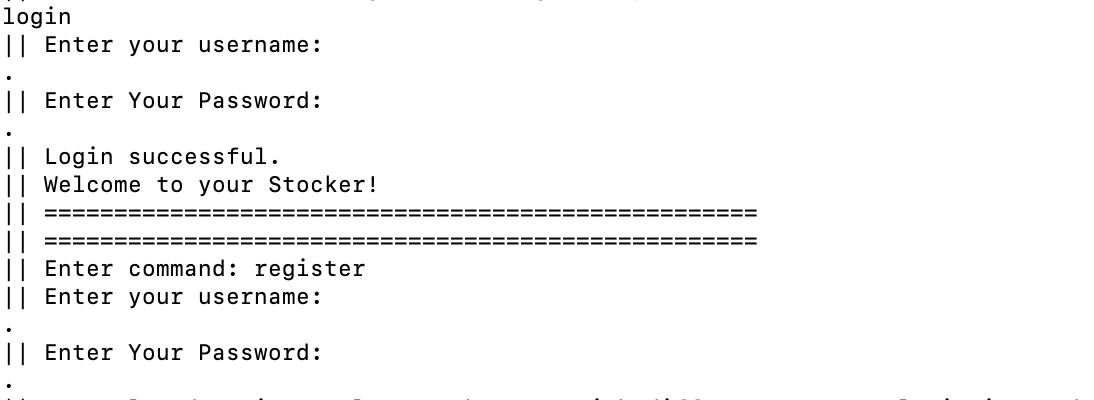 login
|| Enter your username:
.
|| Enter Your Password:
.
|| Login successful.
|| Welcome to your Stocker!
|| ===================================================
|| ===================================================
|| Enter command: register
|| Enter your username:
.
|| Enter Your Password:
.